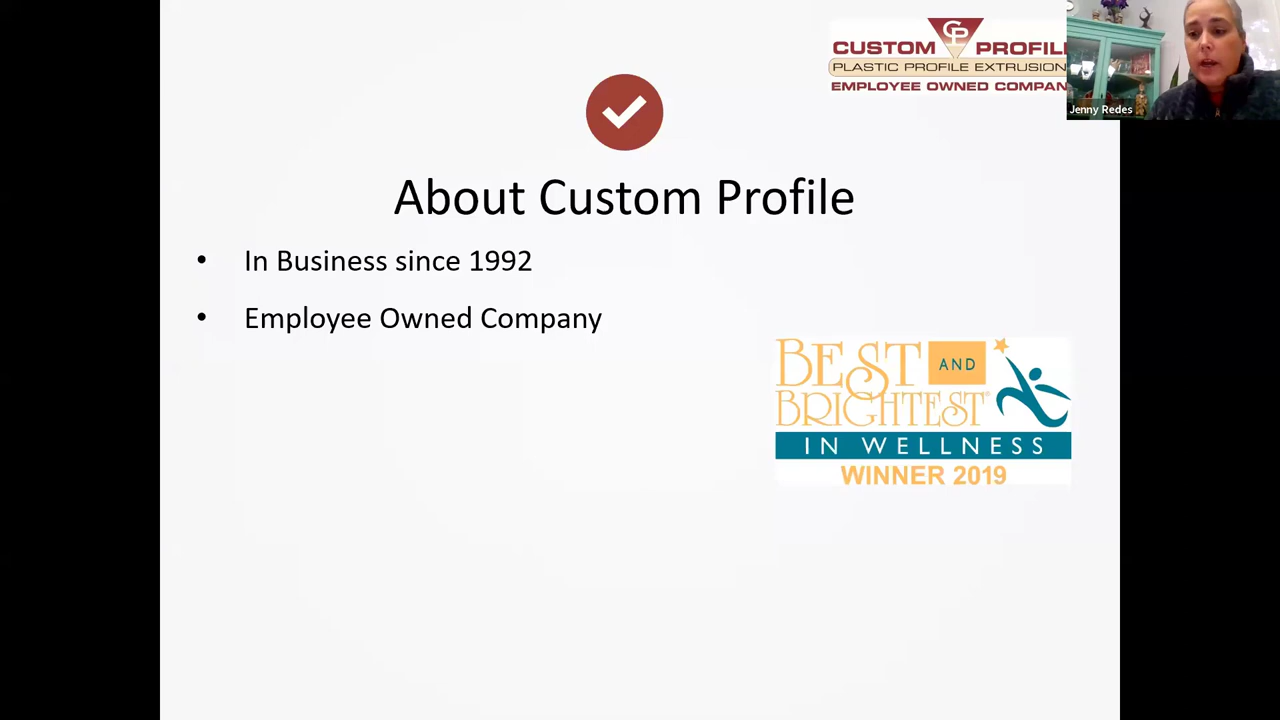 CP
CUSTOM PROFIL
PLASTIC PROFILE EXTRUSION
EMPLOYEE OWNED COMPAN
Jenny Redes
About Custom Profile
• In Business since 1992
• Employee Owned Company
BEST AND
BRIGHTEST®
IN WELLNESS
WINNER 2019